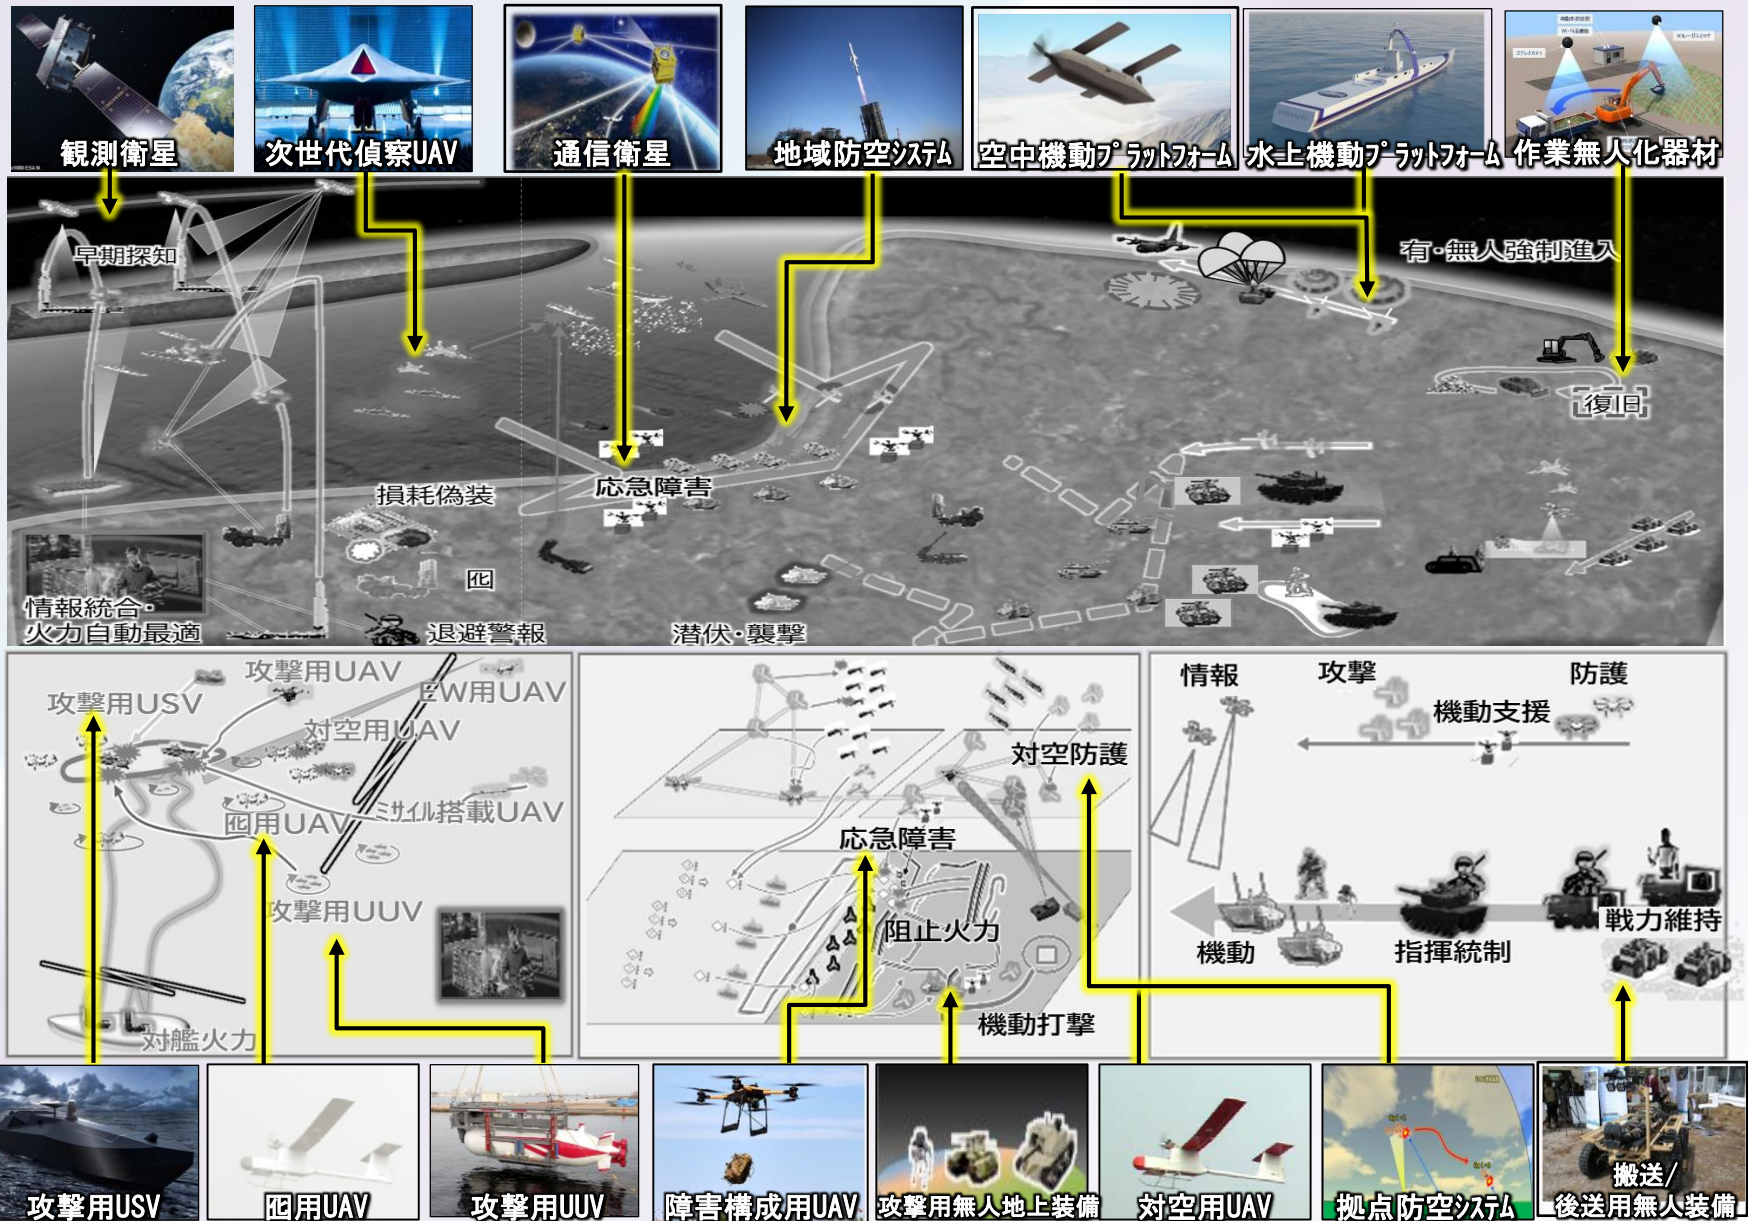 観測衛星
次世代偵察UAV
通信衛星
地域防空ｼｽﾃﾑ
空中機動ﾌﾟﾗｯﾄﾌｫｰﾑ
水上機動ﾌﾟﾗｯﾄﾌｫｰﾑ
作業無人化器材
早期探知
有・無人強制進入
復旧
損耗偽装
応急障害
囮
情報統合・
火力自動最適
退避警報
潜伏・襲撃
攻撃用USV
攻撃用UAV
EW用UAV
対空用UAV
囮用UAV
ﾐｻｲﾙ搭載UAV
攻撃用UUV
対艦火力
対空防護
応急障害
阻止火力
機動打撃
情報
攻撃
防護
機動支援
機動
指揮統制
戦力維持
攻撃用USV
囮用UAV
攻撃用UUV
障害構成用UAV
攻撃用無人地上装備
対空用UAV
拠点防空ｼｽﾃﾑ
搬送/
後送用無人装備